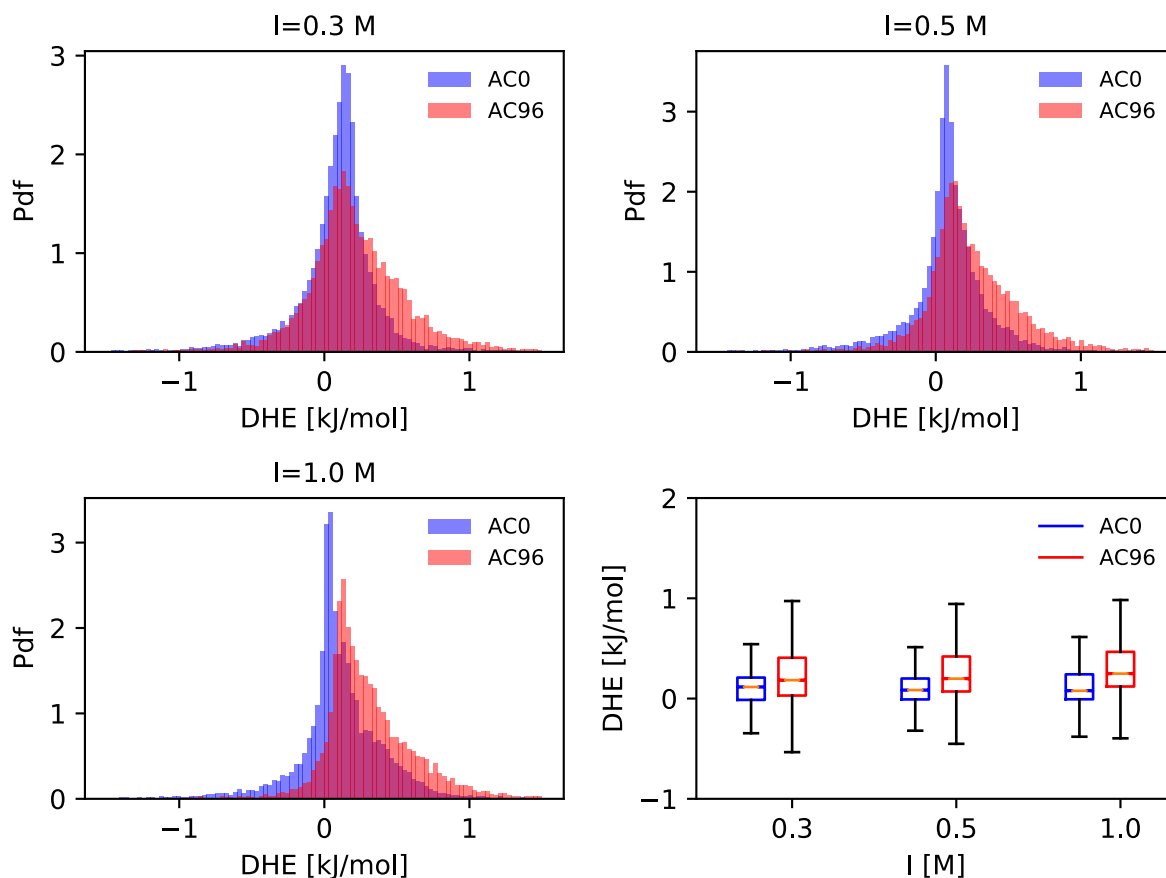 I=0.3 M
3
2
1
0
Pdf
AC0
AC96
−1
0
1
DHE [kJ/mol]
I=0.5 M
3
2
1
0
Pdf
AC0
AC96
−1
0
1
DHE [kJ/mol]
I=1.0 M
3
2
1
0
Pdf
AC0
AC96
−1
0
1
DHE [kJ/mol]
2
1
0
−1
DHE [kJ/mol]
AC0
AC96
0.3
0.5
1.0
I [M]